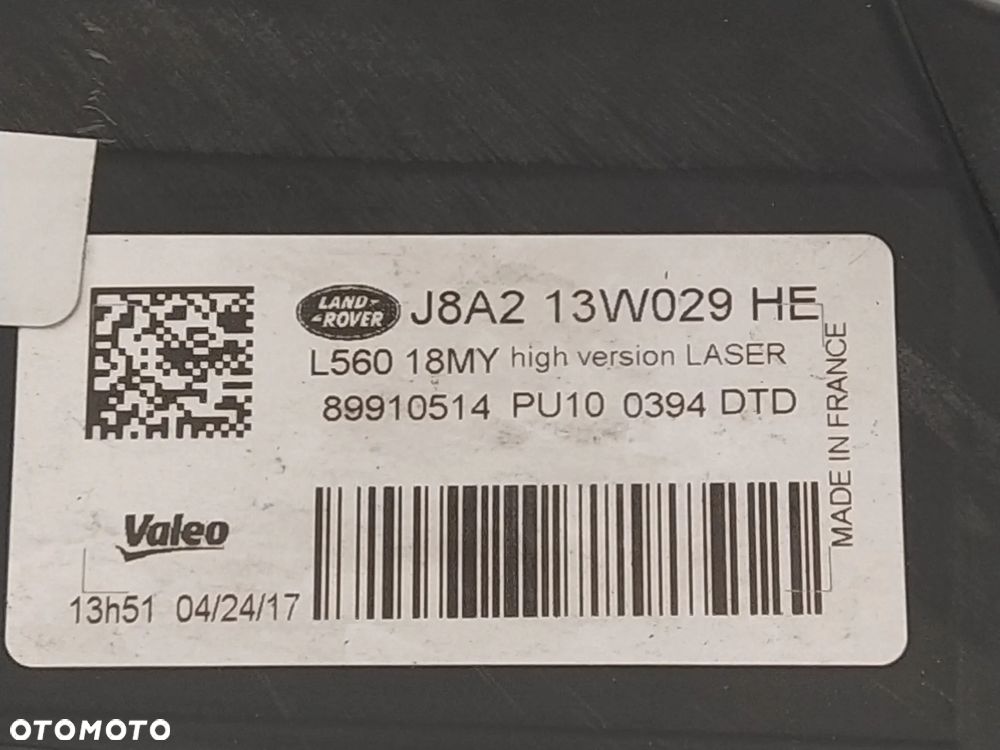 LAND ROVER J8A2 13W029 HE
L560 18MY high version LASER
89910514 PU10 0394 DTD
MADE IN FRANCE
Valeo
13h51 04/24/17
OTOMOTO